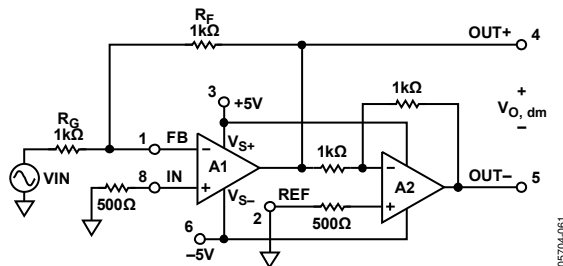 RF
1kΩ
OUT+ 4
3
+5V
1kΩ
+
VO, dm
–
RG
1kΩ
1 FB
VS+
–
A1
+
1kΩ
–
A2
+
OUT– 5
VIN
8 IN
500Ω
VS–
REF
2
500Ω
6
–5V
05704-061